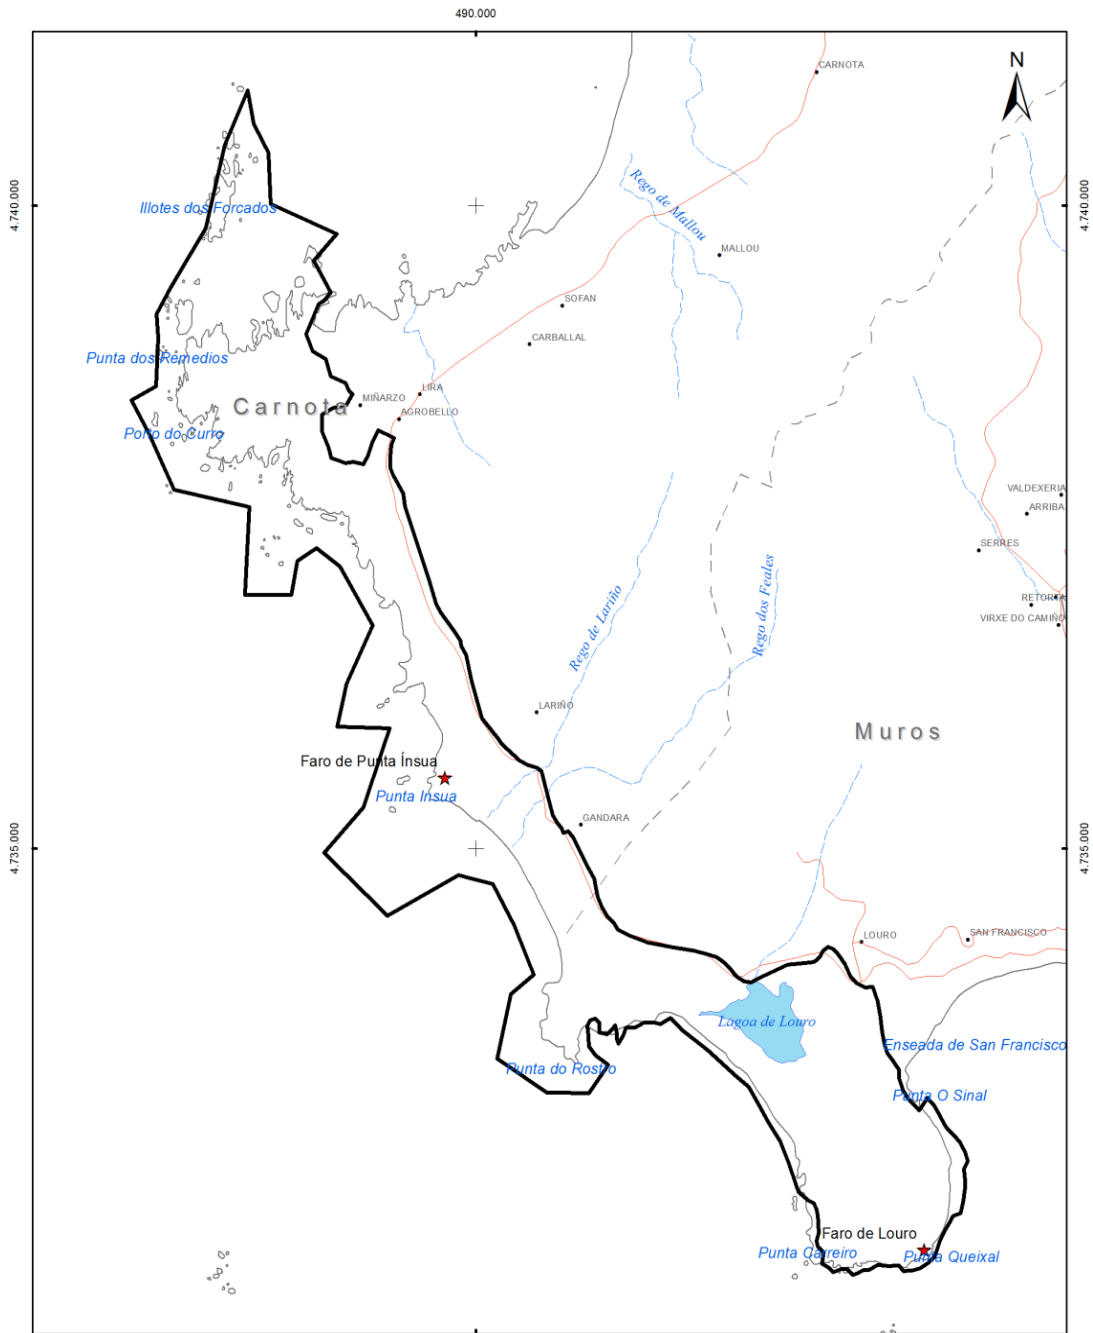 490.000
N
CARNOTA
Rego de Mallou
4.740.000
4.740.000
Illotes dos Forcados
MALLOU
SOFAN
CARBALLAL
Punta dos Remedios
LIRA
MIÑARZO
Carnota
AGROBELLO
Porto do Curro
VALDEXERIA
ARRIBA
SERRES
Rego dos Feales
Rego de Lariño
RETORTA
VIRXE DO CAMIÑO
LARIÑO
Muros
Faro de Punta Ínsua
Punta Insua
GANDARA
4.735.000
4.735.000
LOURO
SAN FRANCISCO
Lagoa de Louro
Enseada de San Francisco
Punta do Rostro
Punta O Sinal
Faro de Louro
Punta Carreiro
Punta Queixal